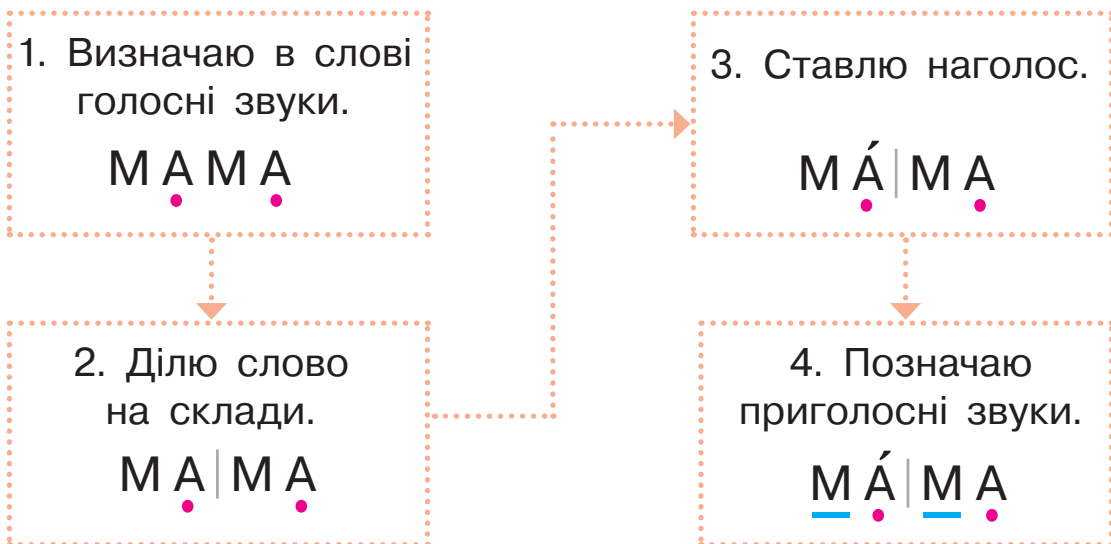 1. Визначаю в слові
голосні звуки.
МАМА
2. Ділю слово
на склади.
МА|МА
3. Ставлю наголос.
МА́|МА
4. Позначаю
приголосні звуки.
МА́|МА